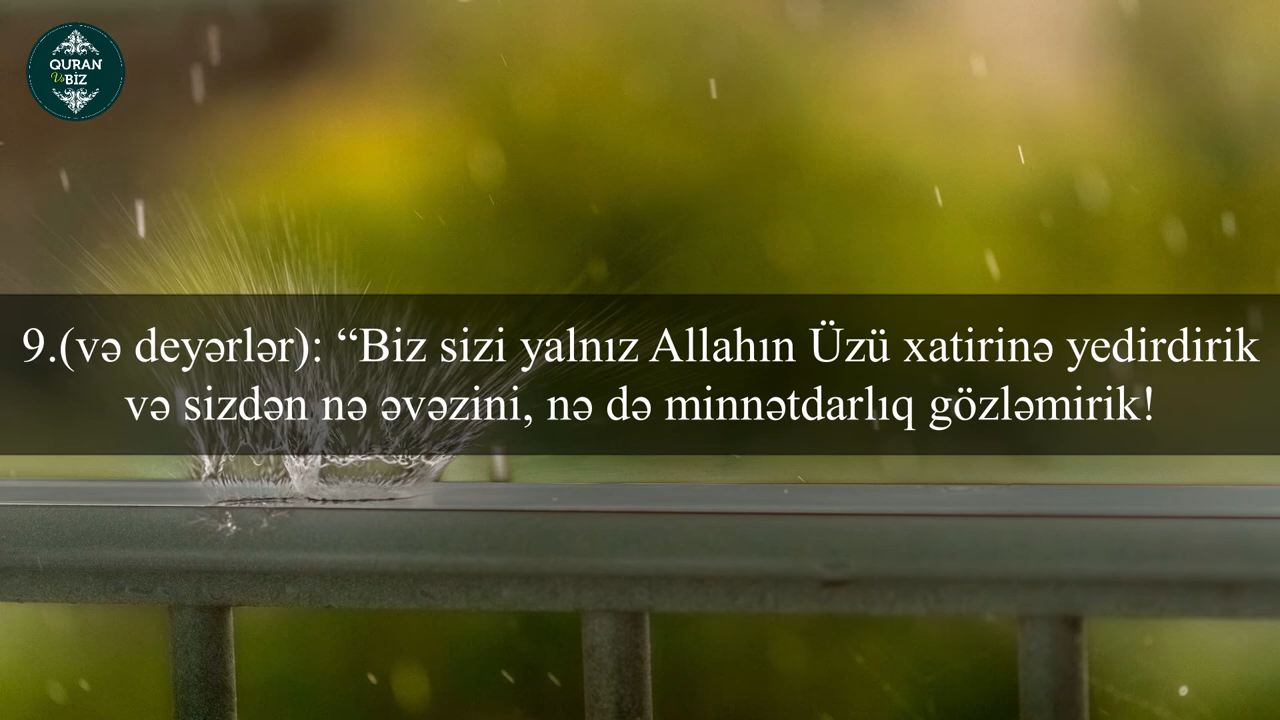 QURAN
Və BİZ
9.(və deyərlər): “Biz sizi yalnız Allahın Üzü xatirinə yedirdirik
və sizdən nə əvəzini, nə də minnətdarlıq gözləmirik!